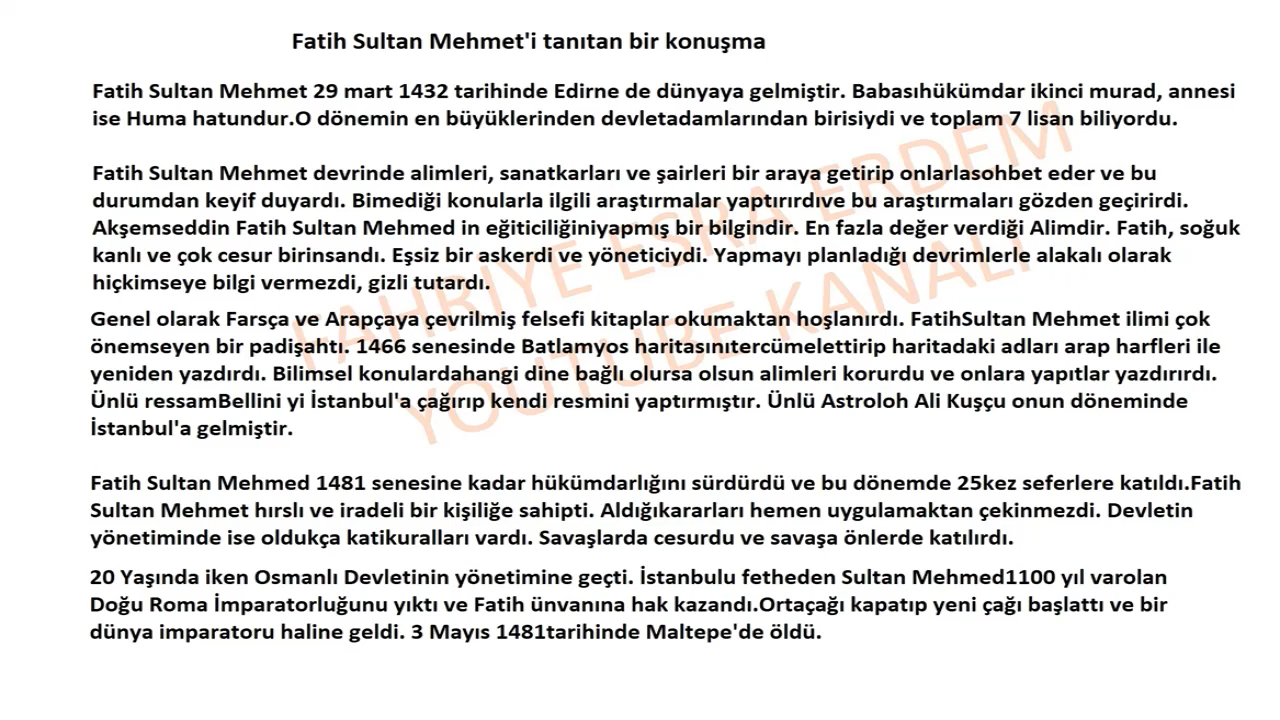 Fatih Sultan Mehmet'i tanıtan bir konuşma
Fatih Sultan Mehmet 29 mart 1432 tarihinde Edirne de dünyaya gelmiştir. Babasıhükümdar ikinci murad, annesi
ise Huma hatundur.O dönemin en büyüklerinden devletadamlarından birisiydi ve toplam 7 lisan biliyordu.
Fatih Sultan Mehmet devrinde alimleri, sanatkarları ve şairleri bir araya getirip onlarlasohbet eder ve bu
durumdan keyif duyardı. Bimediği konularla ilgili araştırmalar yaptırırdıve bu araştırmaları gözden geçirirdi.
Akşemseddin Fatih Sultan Mehmed in eğiticiliğiniyapmış bir bilgindir. En fazla değer verdiği Alimdir. Fatih, soğuk
kanlı ve çok cesur birinsandı. Eşsiz bir askerdi ve yöneticiydi. Yapmayı planladığı devrimlerle alakalı olarak
hiçkimseye bilgi vermezdi, gizli tutardı.
Genel olarak Farsça ve Arapçaya çevrilmiş felsefi kitaplar okumaktan hoşlanırdı. FatihSultan Mehmet ilimi çok
önemseyen bir padişahtı. 1466 senesinde Batlamyos haritasınıtercümelettirip haritadaki adları arap harfleri ile
yeniden yazdırdı. Bilimsel konulardahangi dine bağlı olursa olsun alimleri korurdu ve onlara yapıtlar yazdırırdı.
Ünlü ressamBellini yi İstanbul'a çağırıp kendi resmini yaptırmıştır. Ünlü Astroloh Ali Kuşçu onun döneminde
İstanbul'a gelmiştir.
Fatih Sultan Mehmed 1481 senesine kadar hükümdarlığını sürdürdü ve bu dönemde 25kez seferlere katıldı.Fatih
Sultan Mehmet hırslı ve iradeli bir kişiliğe sahipti. Aldığıkararları hemen uygulamaktan çekinmezdi. Devletin
yönetiminde ise oldukça katikuralları vardı. Savaşlarda cesurdu ve savaşa önlerde katılırdı.
20 Yaşında iken Osmanlı Devletinin yönetimine geçti. İstanbulu fetheden Sultan Mehmed1100 yıl varolan
Doğu Roma İmparatorluğunu yıktı ve Fatih ünvanına hak kazandı.Ortaçağı kapatıp yeni çağı başlattı ve bir
dünya imparatoru haline geldi. 3 Mayıs 1481tarihinde Maltepe'de öldü.
FAHRİYE ESRA ERDEM
YOUTUBE KANALI